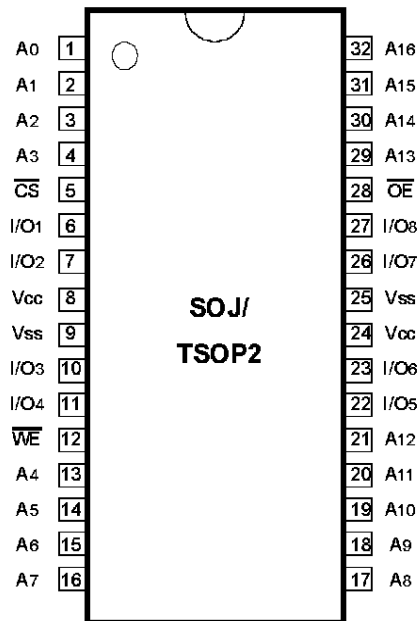 A0 1 32 A16
A1 2 31 A15
A2 3 30 A14
A3 4 29 A13
C̅S̅ 5 28 O̅E̅
I/O1 6 27 I/O8
I/O2 7 26 I/O7
Vcc 8 25 Vss
Vss 9 24 Vcc
SOJ/
TSOP2
I/O3 10 23 I/O6
I/O4 11 22 I/O5
W̅E̅ 12 21 A12
A4 13 20 A11
A5 14 19 A10
A6 15 18 A9
A7 16 17 A8